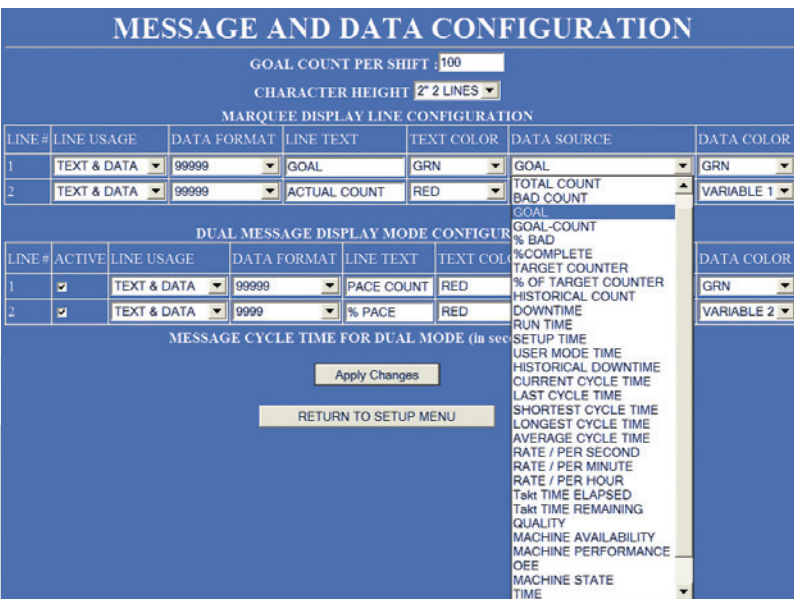 MESSAGE AND DATA CONFIGURATION
GOAL COUNT PER SHIFT : 100
CHARACTER HEIGHT 2" 2 LINES
MARQUEE DISPLAY LINE CONFIGURATION
LINE # LINE USAGE DATA FORMAT LINE TEXT TEXT COLOR DATA SOURCE DATA COLOR
1 TEXT & DATA 99999 GOAL GRN GOAL GRN
2 TEXT & DATA 99999 ACTUAL COUNT RED VARIABLE 1
TOTAL COUNT
BAD COUNT
GOAL
GOAL-COUNT
% BAD
%COMPLETE
TARGET COUNTER
% OF TARGET COUNTER
HISTORICAL COUNT
DOWNTIME
RUN TIME
SETUP TIME
USER MODE TIME
HISTORICAL DOWNTIME
CURRENT CYCLE TIME
LAST CYCLE TIME
SHORTEST CYCLE TIME
LONGEST CYCLE TIME
AVERAGE CYCLE TIME
RATE / PER SECOND
RATE / PER MINUTE
RATE / PER HOUR
Takt TIME ELAPSED
Takt TIME REMAINING
QUALITY
MACHINE AVAILABILITY
MACHINE PERFORMANCE
OEE
MACHINE STATE
TIME
DUAL MESSAGE DISPLAY MODE CONFIGUR
LINE # ACTIVE LINE USAGE DATA FORMAT LINE TEXT TEXT COLO DATA COLOR
1 TEXT & DATA 99999 PACE COUNT RED GRN
2 TEXT & DATA 9999 % PACE RED VARIABLE 2
MESSAGE CYCLE TIME FOR DUAL MODE (in sec
Apply Changes
RETURN TO SETUP MENU